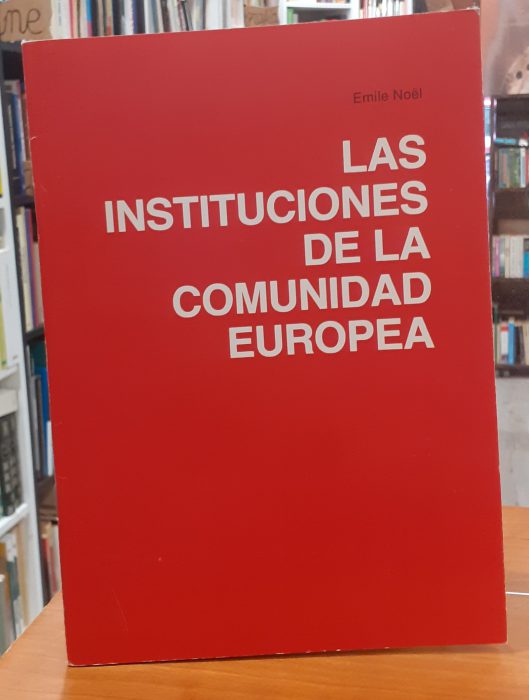 Emile Noël
LAS
INSTITUCIONES
DE LA
COMUNIDAD
EUROPEA